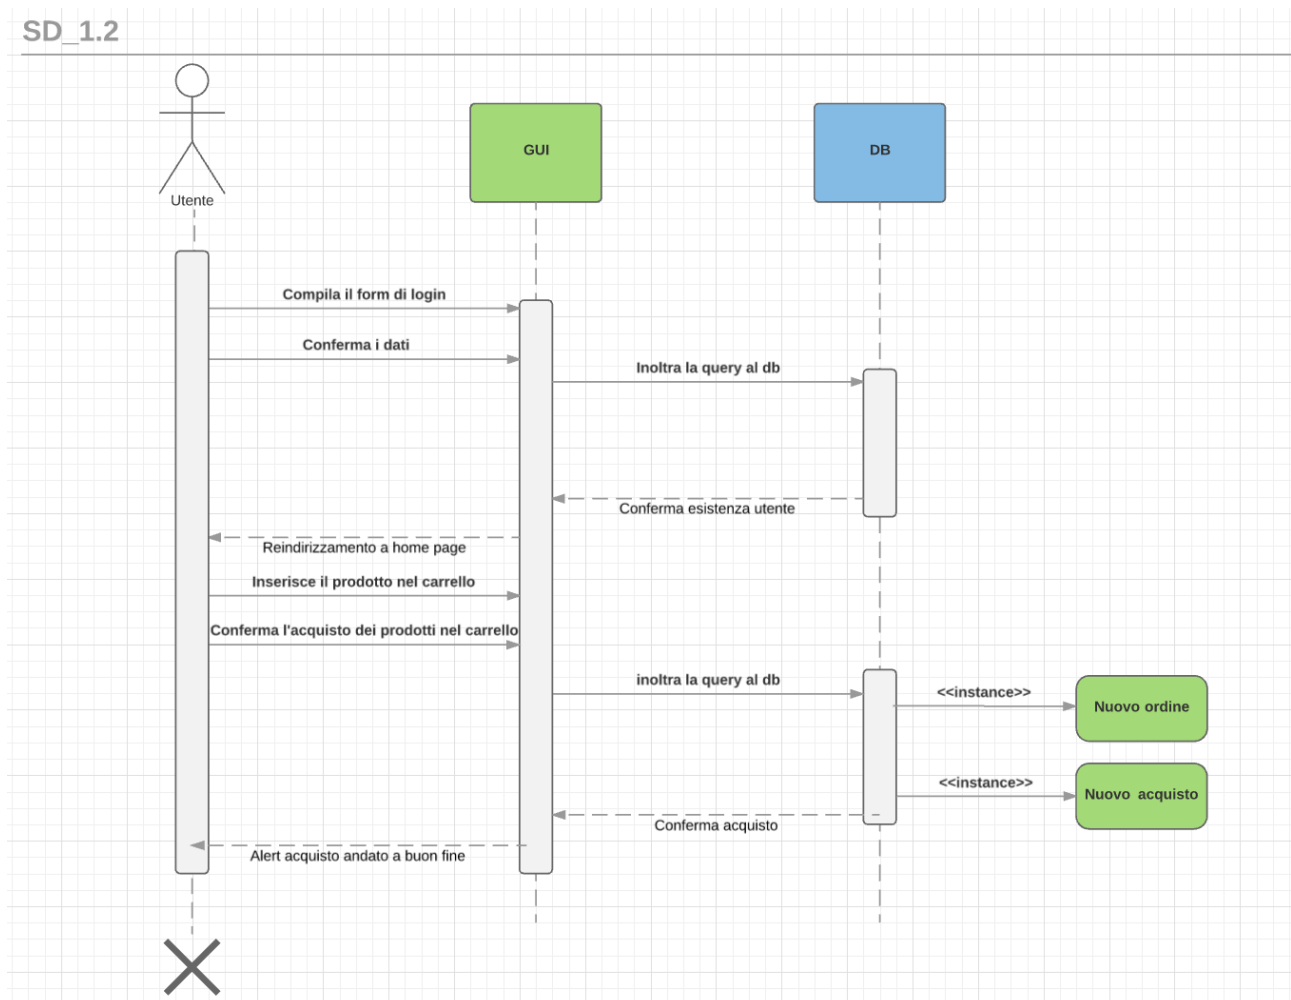 SD_1.2
Utente
GUI
DB
Compila il form di login
Conferma i dati
Inoltra la query al db
Conferma esistenza utente
Reindirizzamento a home page
Inserisce il prodotto nel carrello
Conferma l'acquisto dei prodotti nel carrello
inoltra la query al db
<<instance>>
Nuovo ordine
<<instance>>
Nuovo acquisto
Conferma acquisto
Alert acquisto andato a buon fine